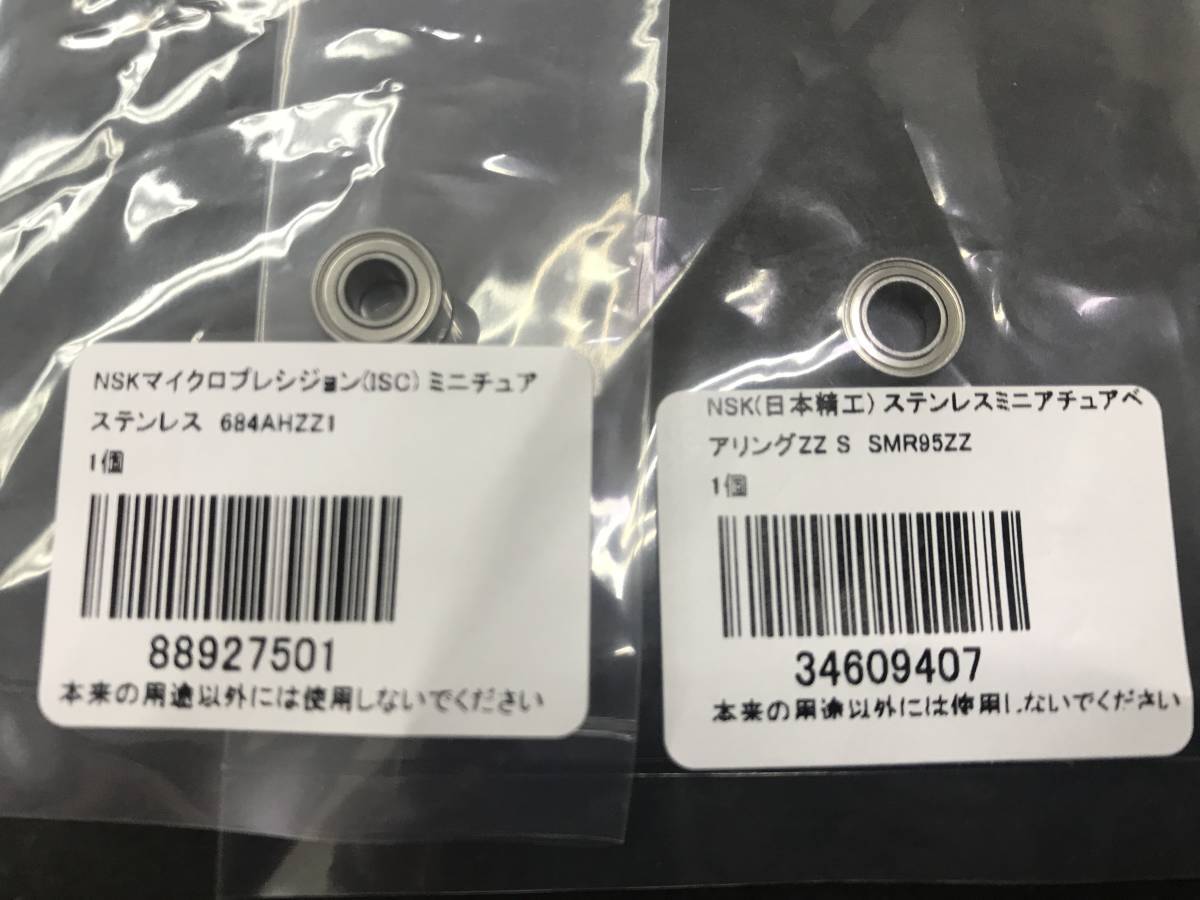 NSKマイクロプレシジョン(ISC) ミニチュア
ステンレス 684AHZZ1
1個
88927501
本来の用途以外には使用しないでください
NSK(日本精工) ステンレスミニアチュアベ
アリングZZ S SMR95ZZ
1個
34609407
本来の用途以外には使用しないでください